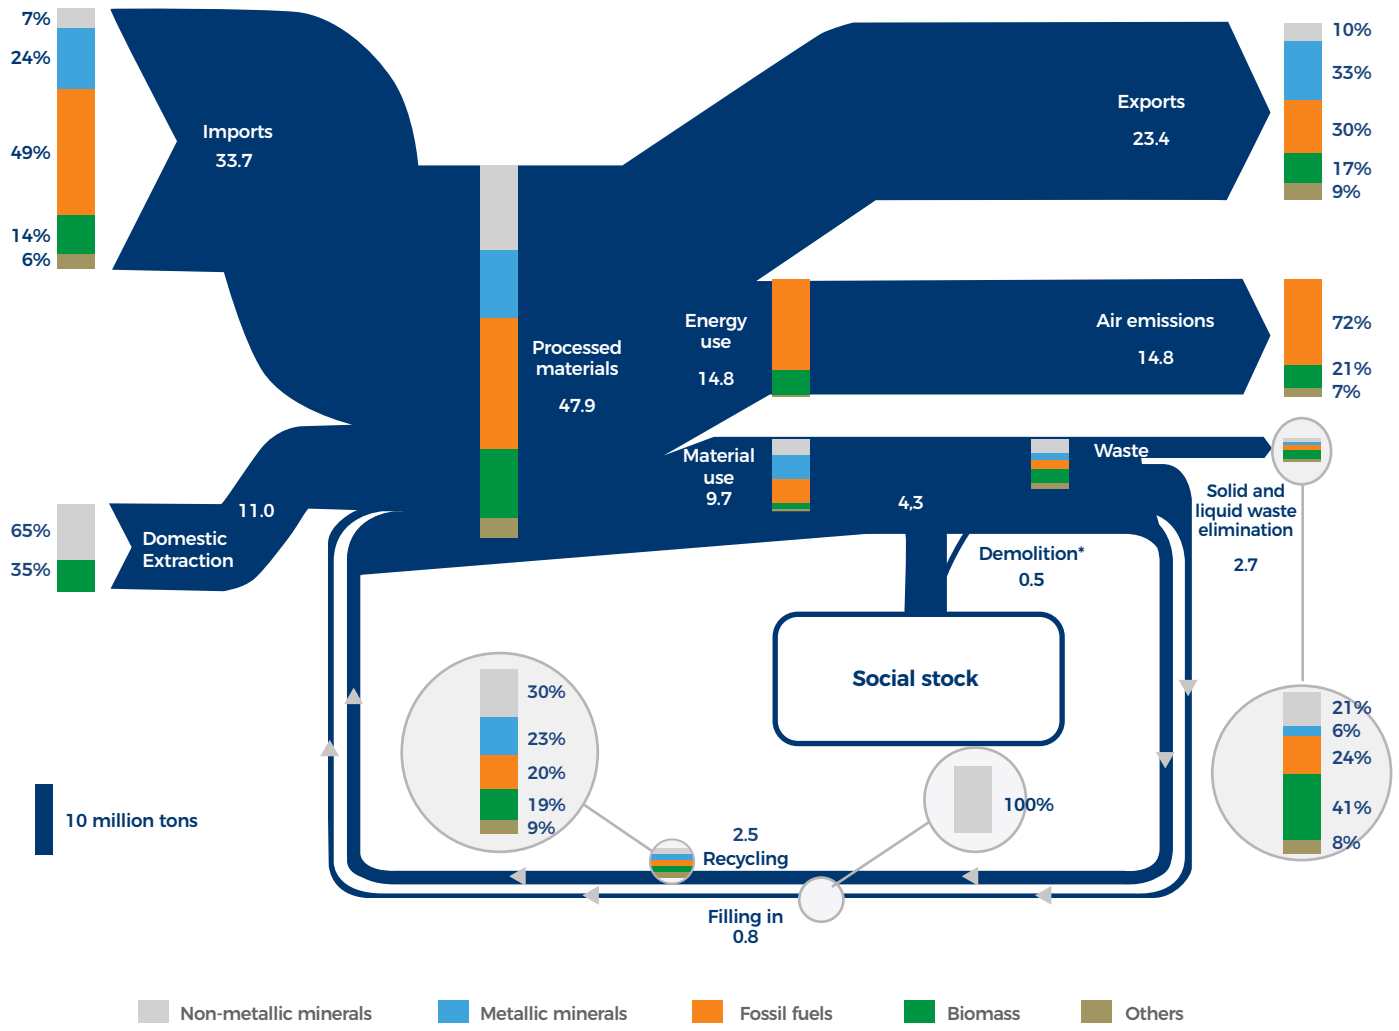 7%
24%
49%
14%
6%
Imports
33.7
65%
35%
Domestic
Extraction
11.0
Processed
materials
47.9
Energy
use
14.8
Material
use
9.7
4,3
Exports
23.4
10%
33%
30%
17%
9%
Air emissions
14.8
72%
21%
7%
Waste
Solid and
liquid waste
elimination
2.7
Demolition*
0.5
Social stock
30%
23%
20%
19%
9%
100%
21%
6%
24%
41%
8%
2.5
Recycling
Filling in
0.8
10 million tons
Non-metallic minerals
Metallic minerals
Fossil fuels
Biomass
Others